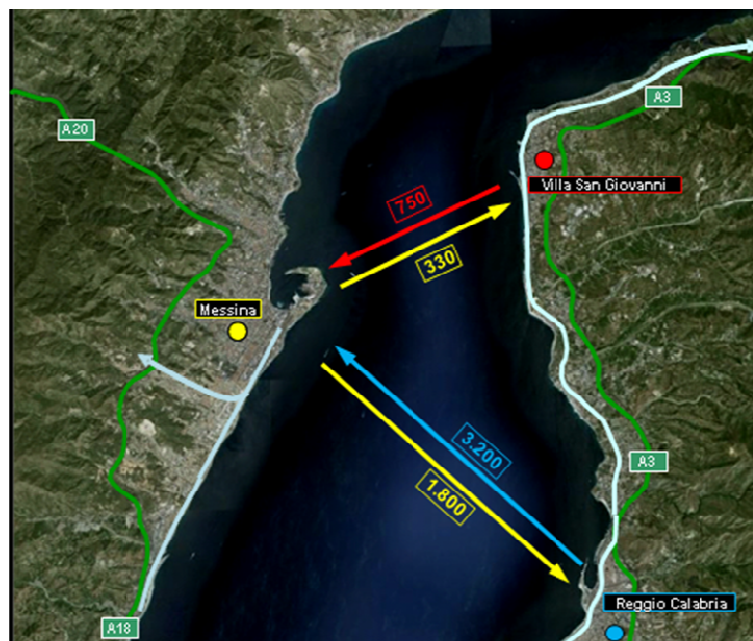 A3
A20
Villa San Giovanni
750
330
Messina
3.200
A3
1.800
Reggio Calabria
A18